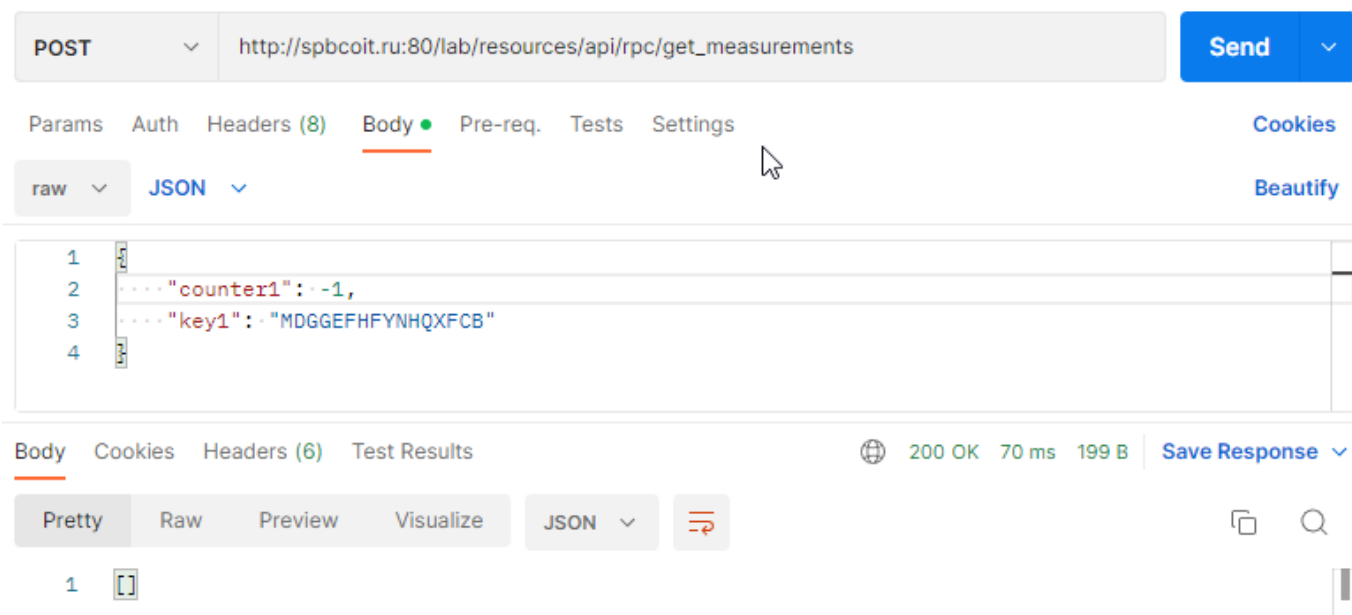 POST http://spbcoit.ru:80/lab/resources/api/rpc/get_measurements Send
Params Auth Headers (8) Body Pre-req. Tests Settings Cookies
raw JSON Beautify
1 {
2 "counter1": -1,
3 "key1": "MDGGEFHFYNHQXFCB"
4 }
Body Cookies Headers (6) Test Results 200 OK 70 ms 199 B Save Response
Pretty Raw Preview Visualize JSON
1 []